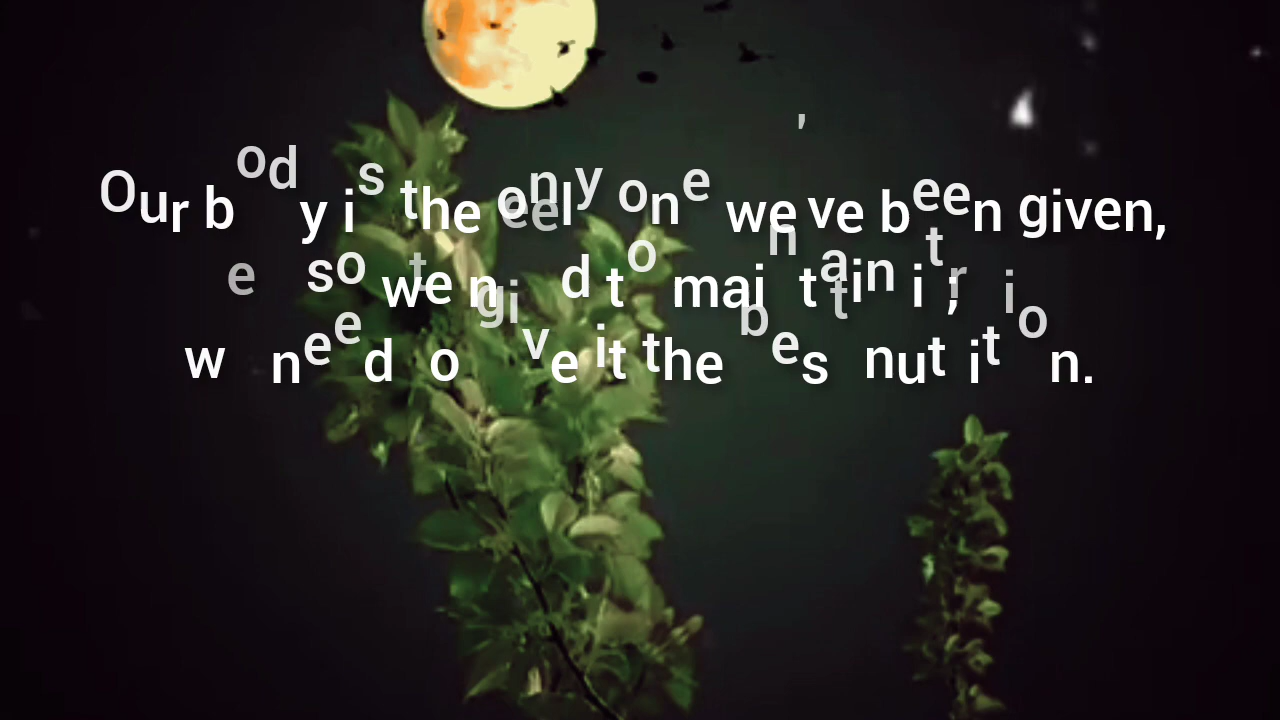 Our body is the only one we've been given,
so we need to maintain it;
we need to give it the best nutrition.